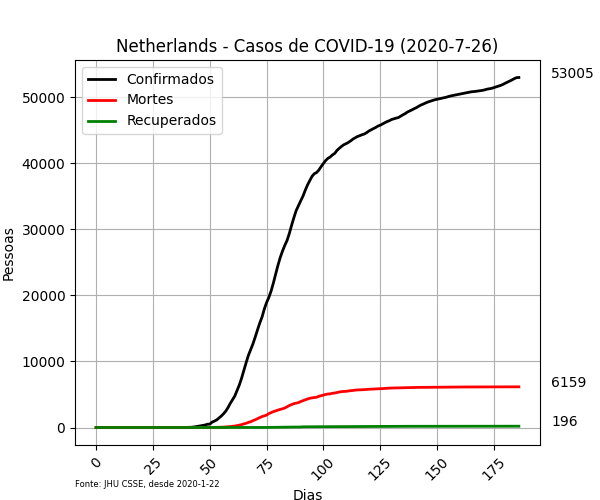 Netherlands - Casos de COVID-19 (2020-7-26)
Confirmados
Mortes
Recuperados
53005
6159
196
Pessoas
50000
40000
30000
20000
10000
0
0 25 50 75 100 125 150 175
Dias
Fonte: JHU CSSE, desde 2020-1-22